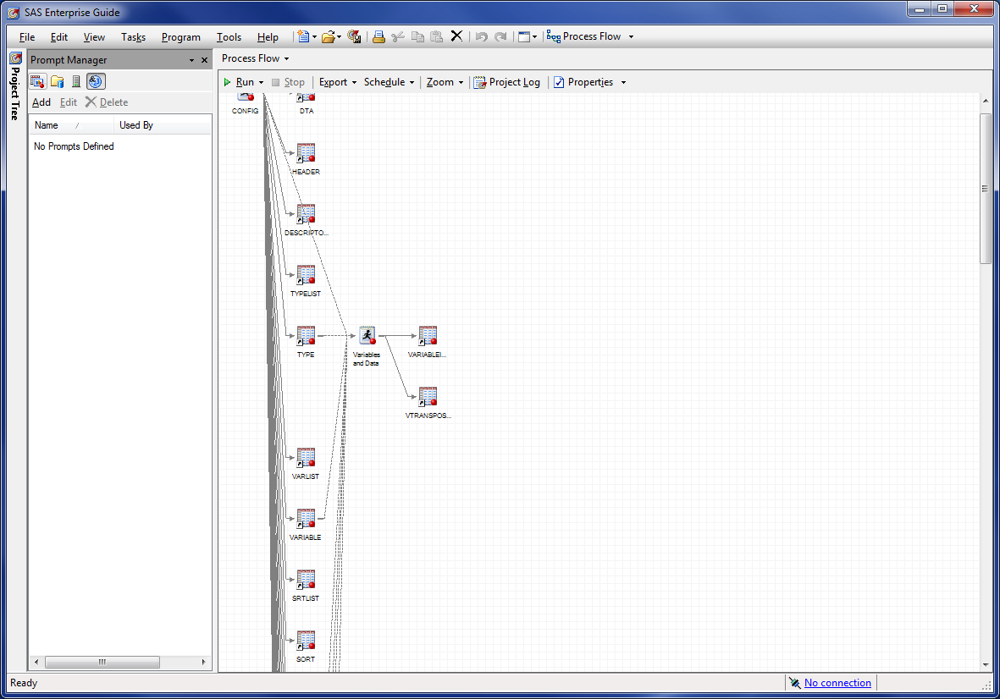 SAS Enterprise Guide
File Edit View Tasks Program Tools Help Process Flow
Project Tree
Prompt Manager
Process Flow
Run Stop Export Schedule Zoom Project Log Properties
Add Edit Delete
Name Used By
No Prompts Defined
CONFIG DTA
HEADER
DESCRIPTO...
TYPELIST
TYPE Variables and Data VARIABLEI...
VTRANSPOS...
VARLIST
VARIABLE
SRTLIST
SORT
Ready No connection